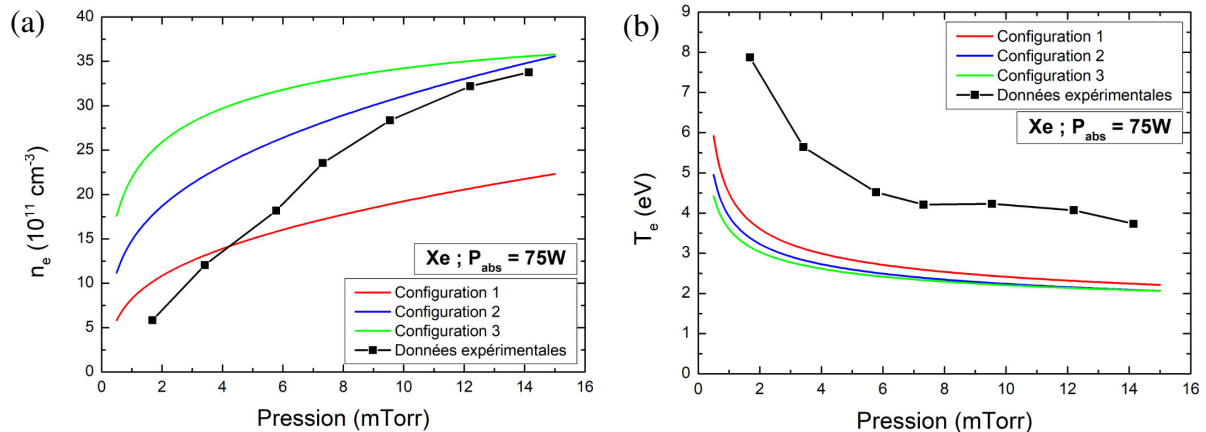 (a)
40
35
30
25
20
15
10
5
0
n_e (10^11 cm^-3)
Xe ; P_abs = 75W
Configuration 1
Configuration 2
Configuration 3
Données expérimentales
0 2 4 6 8 10 12 14 16
Pression (mTorr)
(b)
9
8
7
6
5
4
3
2
1
0
T_e (eV)
Configuration 1
Configuration 2
Configuration 3
Données expérimentales
Xe ; P_abs = 75W
0 2 4 6 8 10 12 14 16
Pression (mTorr)